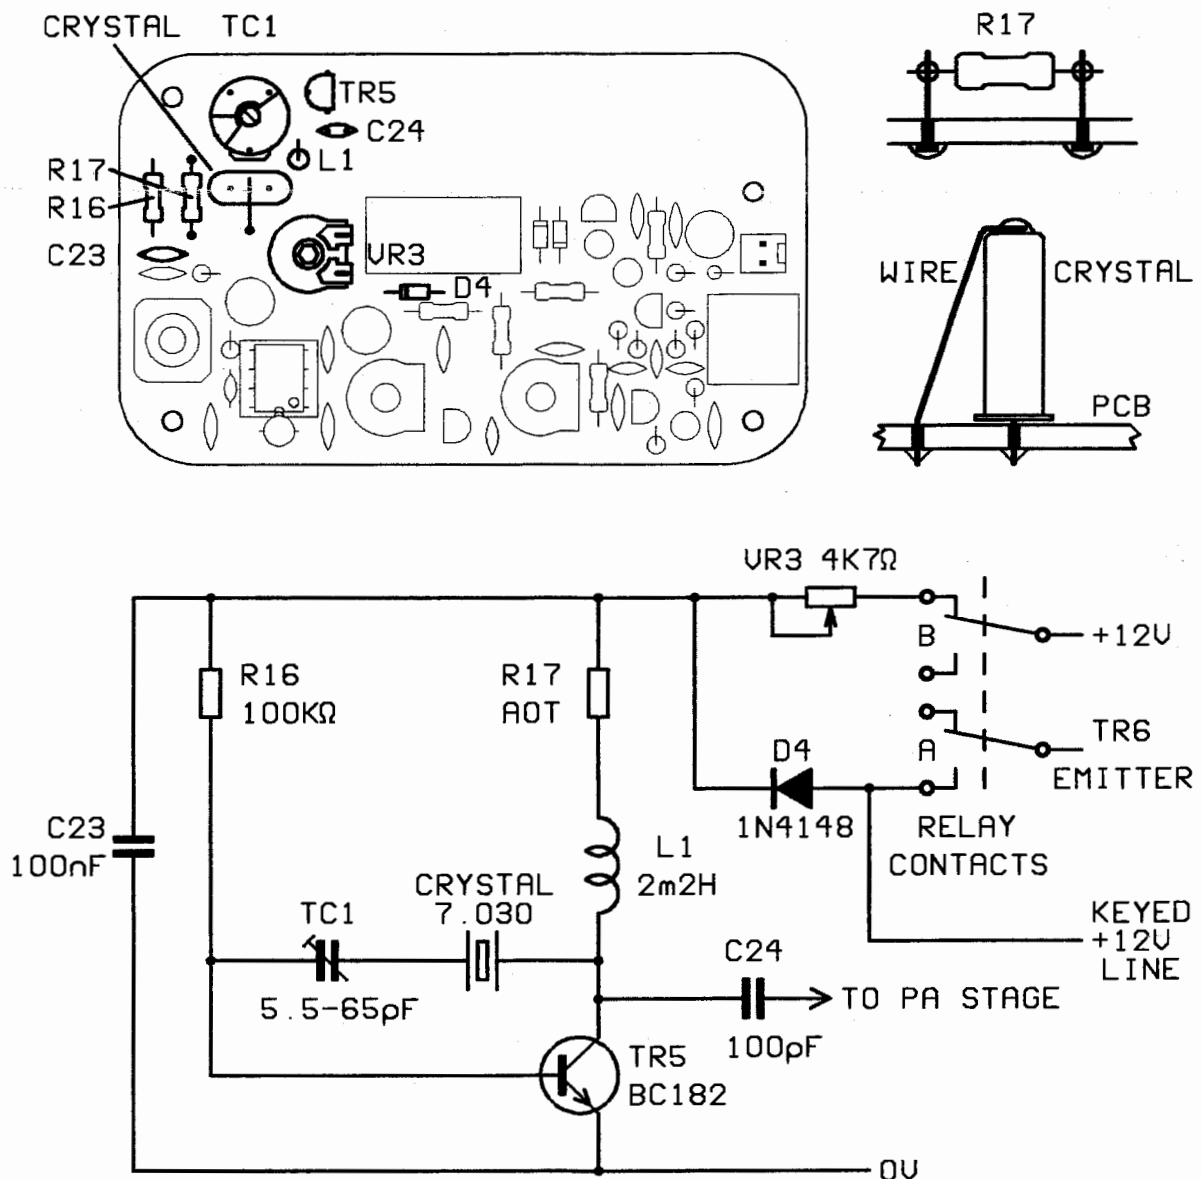 CRYSTAL TC1
TR5
C24
L1
R17
R16
C23
VR3
D4
R17
WIRE
CRYSTAL
PCB
VR3 4K7Ω
B
+12V
R16
100KΩ
R17
AOT
A
TR6
EMITTER
D4
1N4148
RELAY
CONTACTS
C23
100nF
L1
2m2H
CRYSTAL
7.030
TC1
5.5-65pF
KEYED
+12V
LINE
C24
100pF
TO PA STAGE
TR5
BC182
0V